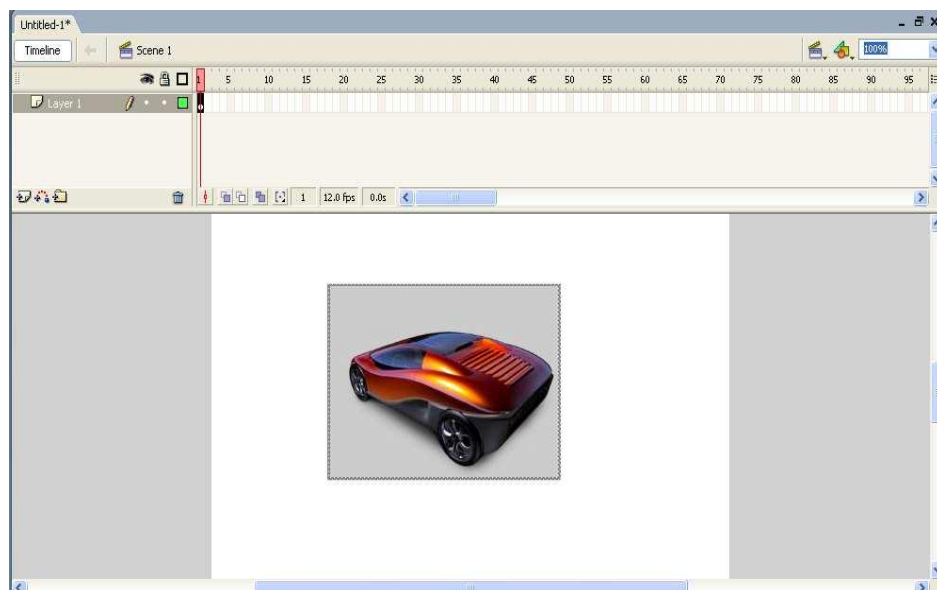 Untitled-1*
Timeline Scene 1 100%
1 5 10 15 20 25 30 35 40 45 50 55 60 65 70 75 80 85 90 95
Layer 1
1 12.0 fps 0.0s